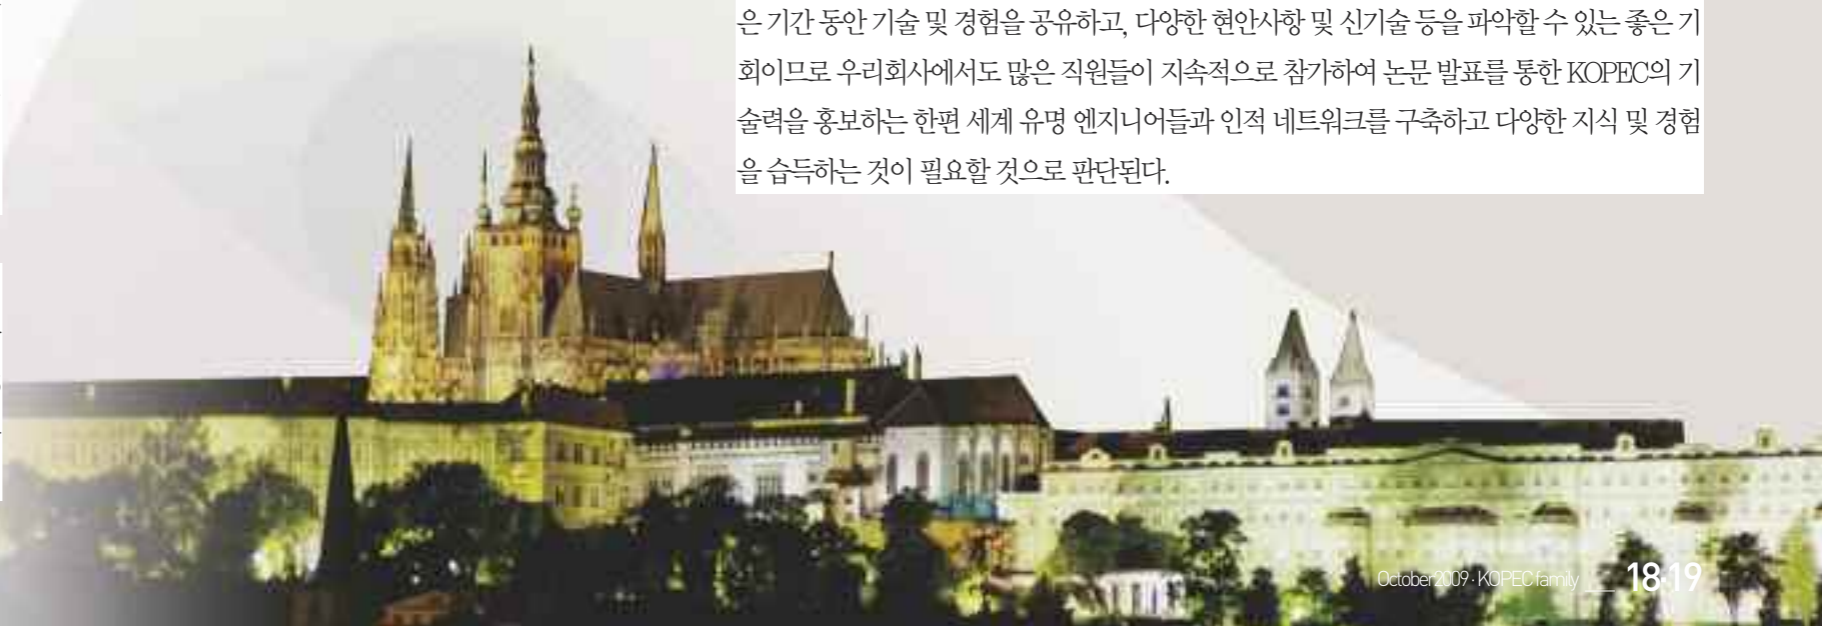 은 기간 동안 기술 및 경험을 공유하고, 다양한 현안사항 및 신기술 등을 파악할 수 있는 좋은 기
회이므로 우리회사에서도 많은 직원들이 지속적으로 참가하여 논문 발표를 통한 KOPEC의 기
술력을 홍보하는 한편 세계 유명 엔지니어들과 인적 네트워크를 구축하고 다양한 지식 및 경험
을 습득하는 것이 필요할 것으로 판단된다.
October 2009 · KOPEC family __ 18·19